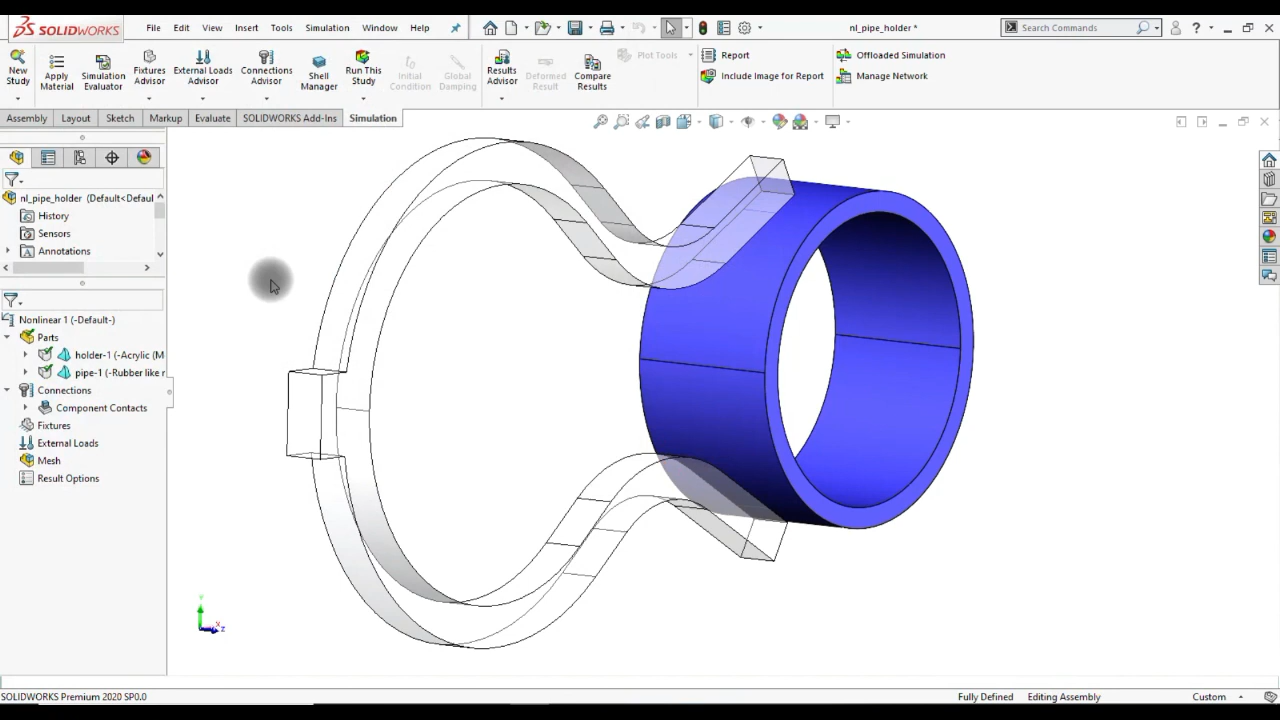 SOLIDWORKS File Edit View Insert Tools Simulation Window Help nl_pipe_holder * Search Commands
New Study
Apply Material
Simulation Evaluator
Fixtures Advisor
External Loads Advisor
Connections Advisor
Shell Manager
Run This Study
Initial Condition
Global Damping
Results Advisor
Deformed Result
Compare Results
Plot Tools
Report
Include Image for Report
Offloaded Simulation
Manage Network
Assembly Layout Sketch Markup Evaluate SOLIDWORKS Add-Ins Simulation
nl_pipe_holder (Default<Defaul
History
Sensors
Annotations
Nonlinear 1 (-Default-)
Parts
holder-1 (-Acrylic (M
pipe-1 (-Rubber like r
Connections
Component Contacts
Fixtures
External Loads
Mesh
Result Options
Y
X
Z
SOLIDWORKS Premium 2020 SP0.0 Fully Defined Editing Assembly Custom